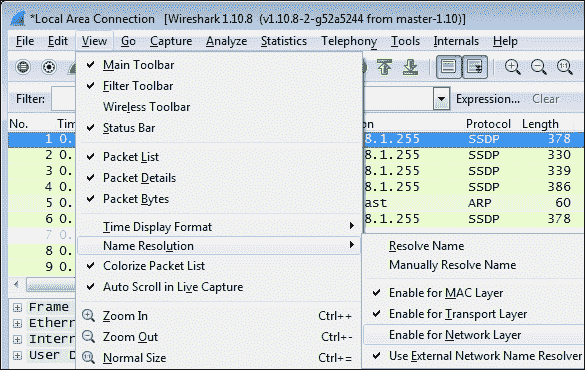 *Local Area Connection   [Wireshark 1.10.8  (v1.10.8-2-g52a5244 from master-1.10)]
File Edit View Go Capture Analyze Statistics Telephony Tools Internals Help
Filter: Expression... Clear
Main Toolbar
Filter Toolbar
Wireless Toolbar
Status Bar
Packet List
Packet Details
Packet Bytes
Time Display Format
Name Resolution
Colorize Packet List
Auto Scroll in Live Capture
Zoom In Ctrl++
Zoom Out Ctrl+-
Normal Size Ctrl+=
Resolve Name
Manually Resolve Name
Enable for MAC Layer
Enable for Transport Layer
Enable for Network Layer
Use External Network Name Resolver
No. Protocol Length
1 0. 8.1.255 SSDP 378
2 0. 8.1.255 SSDP 330
3 0. 8.1.255 SSDP 339
4 0. 8.1.255 SSDP 386
5 0. ast ARP 60
6 0. 8.1.255 SSDP 378
7 0.
8 0.
9 0.
Frame
Ethern
Intern
User D